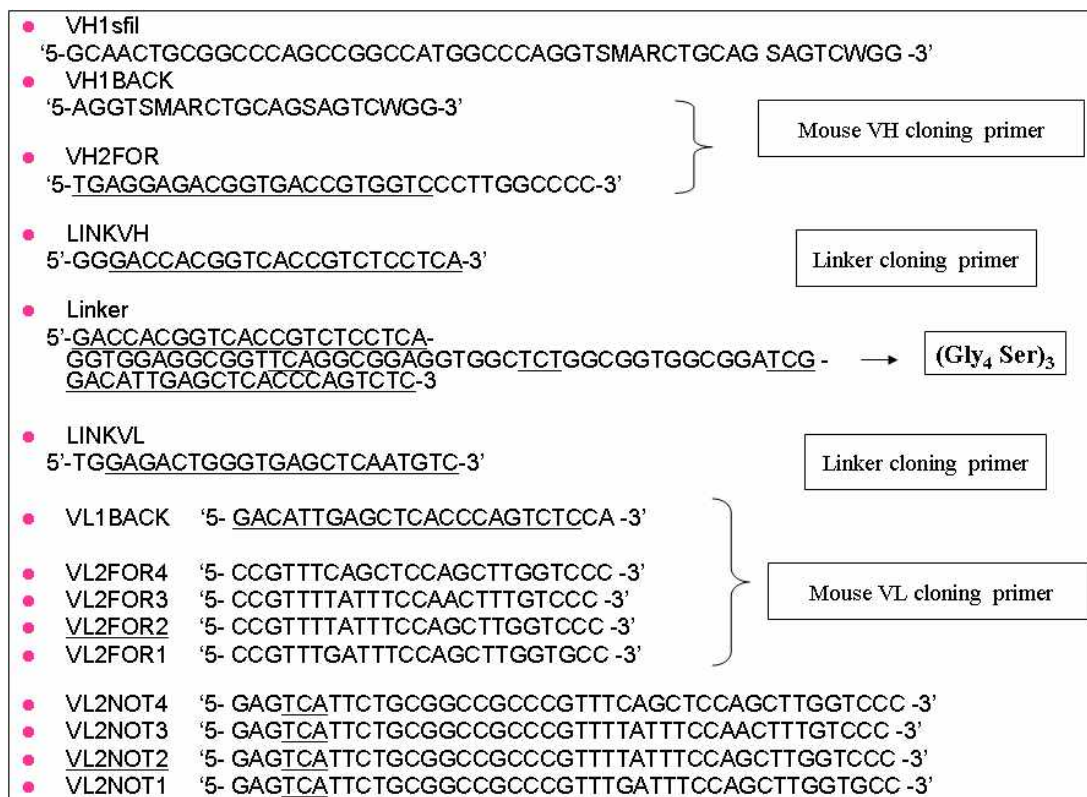 VH1sfiI
‘5-GCAACTGCGGCCCAGCCGGCCATGGCCCAGGTSMARCTGCAG SAGTCWGG -3’
VH1BACK
‘5-AGGTSMARCTGCAGSAGTCWGG-3’
Mouse VH cloning primer
VH2FOR
‘5-TGAGGAGACGGTGACCGTGGTCCCTTGGCCCC-3’
LINKVH
5’-GGGACCACGGTCACCGTCTCCTCA-3’
Linker cloning primer
Linker
5’-GACCACGGTCACCGTCTCCTCA-
GGTGGAGGCGGTTCAGGCGGAGGTGGCTCTGGCGGTGGCGGATCG -
GACATTGAGCTCACCCAGTCTC-3
(Gly4 Ser)3
LINKVL
5’-TGGAGACTGGGTGAGCTCAATGTC-3’
Linker cloning primer
VL1BACK ‘5- GACATTGAGCTCACCCAGTCTCCA -3’
VL2FOR4 ‘5- CCGTTTCAGCTCCAGCTTGGTCCC -3’
VL2FOR3 ‘5- CCGTTTTATTTCCAACTTTGTCCC -3’
VL2FOR2 ‘5- CCGTTTTATTTCCAGCTTGGTCCC -3’
VL2FOR1 ‘5- CCGTTTGATTTCCAGCTTGGTGCC -3’
Mouse VL cloning primer
VL2NOT4 ‘5- GAGTCATTCTGCGGCCGCCCGTTTCAGCTCCAGCTTGGTCCC -3’
VL2NOT3 ‘5- GAGTCATTCTGCGGCCGCCCGTTTTATTTCCAACTTTGTCCC -3’
VL2NOT2 ‘5- GAGTCATTCTGCGGCCGCCCGTTTTATTTCCAGCTTGGTCCC -3’
VL2NOT1 ‘5- GAGTCATTCTGCGGCCGCCCGTTTGATTTCCAGCTTGGTGCC -3’